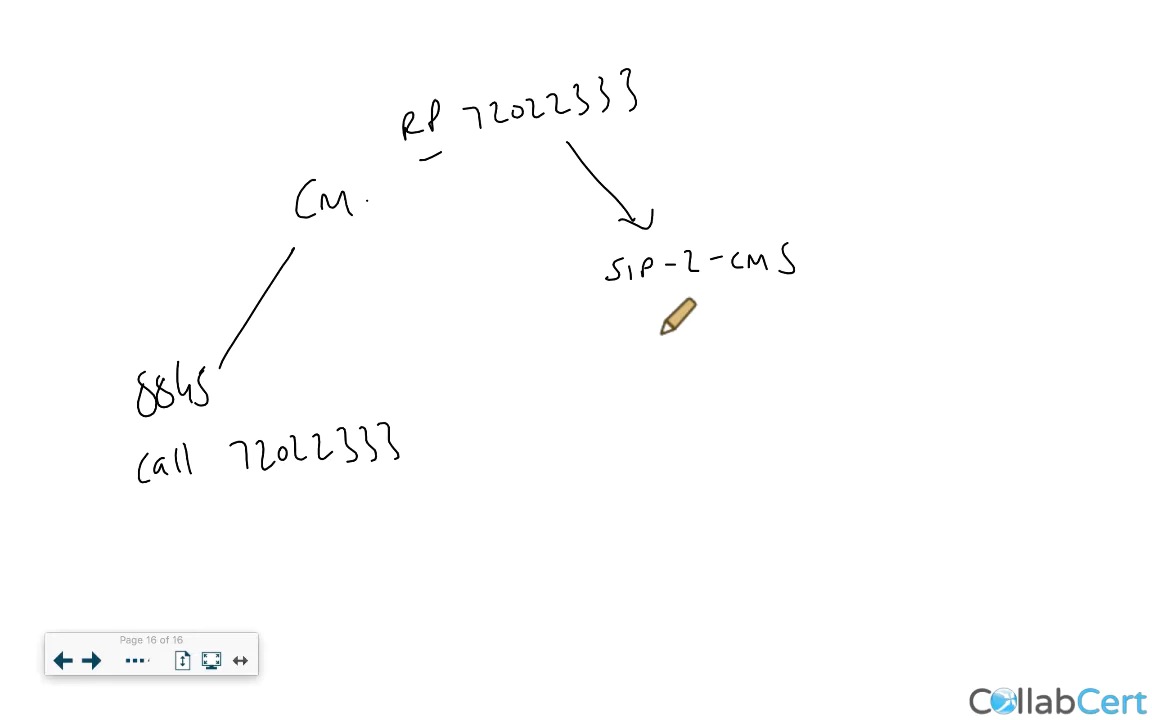 RP 72022333
CM.
SIP-2-CMS
8845
call 72022333
Page 16 of 16
CollabCert